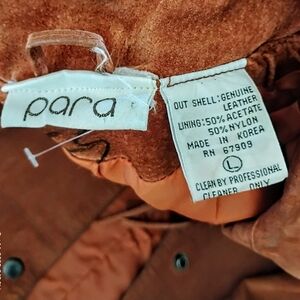 para
OUT SHELL:GENUINE
LEATHER
LINING:50% ACETATE
50% NYLON
MADE IN KOREA
RN 67909
L
CLEAN BY PROFESSIONAL
CLEANER ONLY